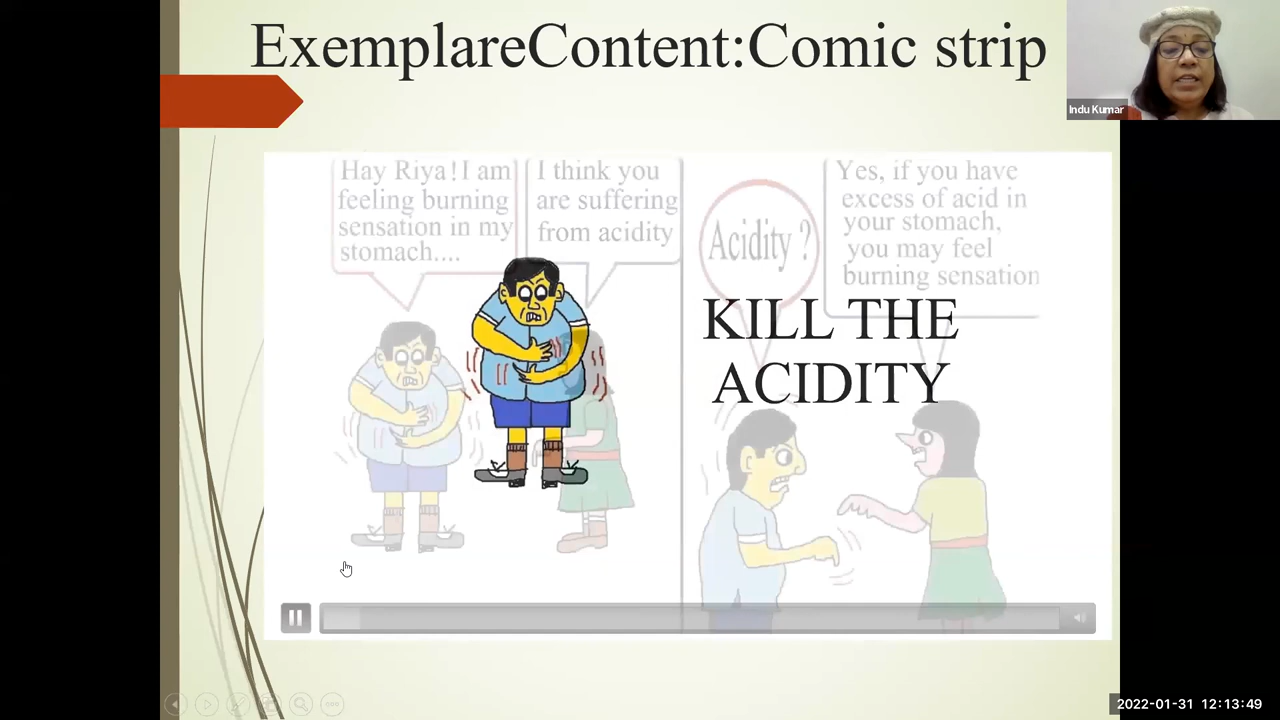 ExemplareContent:Comic strip
Indu Kumar
Hay Riya! I am
feeling burning
sensation in my
stomach....
I think you
are suffering
from acidity
Acidity ?
Yes, if you have
excess of acid in
your stomach,
you may feel
burning sensation
KILL THE
ACIDITY
2022-01-31 12:13:49